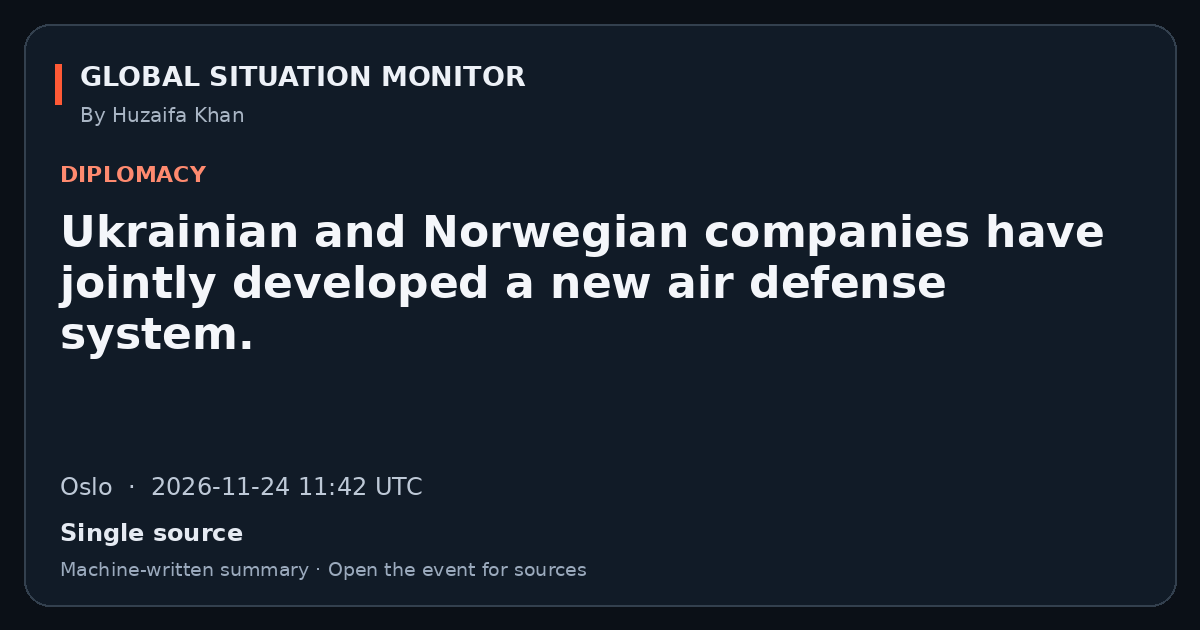 GLOBAL SITUATION MONITOR
By Huzaifa Khan
DIPLOMACY
Ukrainian and Norwegian companies have
jointly developed a new air defense
system.
Oslo · 2026-11-24 11:42 UTC
Single source
Machine-written summary · Open the event for sources